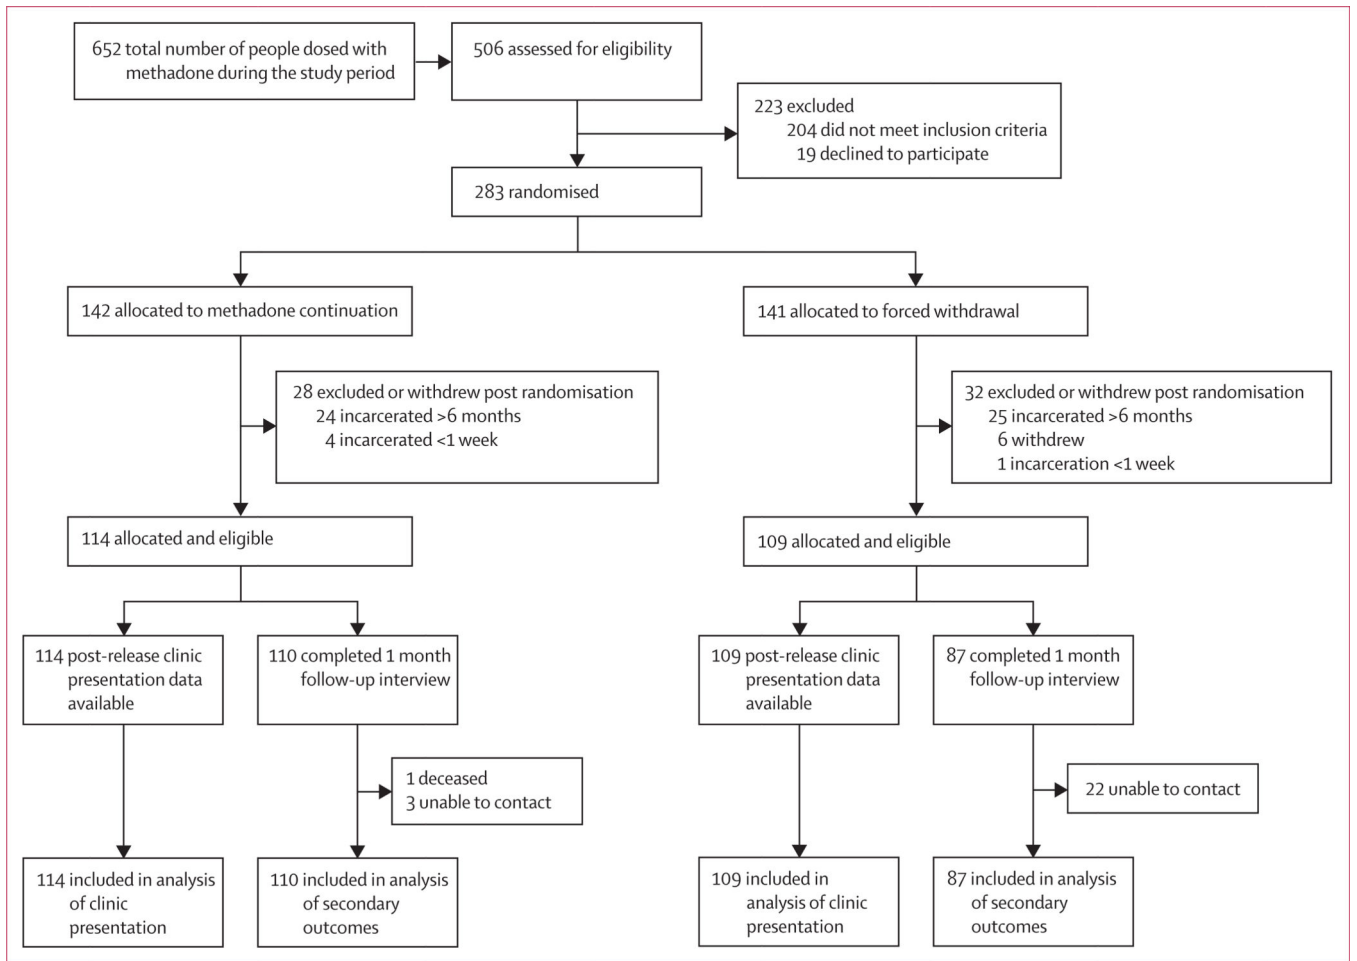 652 total number of people dosed with
methadone during the study period
506 assessed for eligibility
223 excluded
204 did not meet inclusion criteria
19 declined to participate
283 randomised
142 allocated to methadone continuation
141 allocated to forced withdrawal
28 excluded or withdrew post randomisation
24 incarcerated >6 months
4 incarcerated <1 week
32 excluded or withdrew post randomisation
25 incarcerated >6 months
6 withdrew
1 incarceration <1 week
114 allocated and eligible
109 allocated and eligible
114 post-release clinic
presentation data
available
110 completed 1 month
follow-up interview
109 post-release clinic
presentation data
available
87 completed 1 month
follow-up interview
1 deceased
3 unable to contact
22 unable to contact
114 included in analysis
of clinic
presentation
110 included in analysis
of secondary
outcomes
109 included in
analysis of clinic
presentation
87 included in analysis
of secondary
outcomes